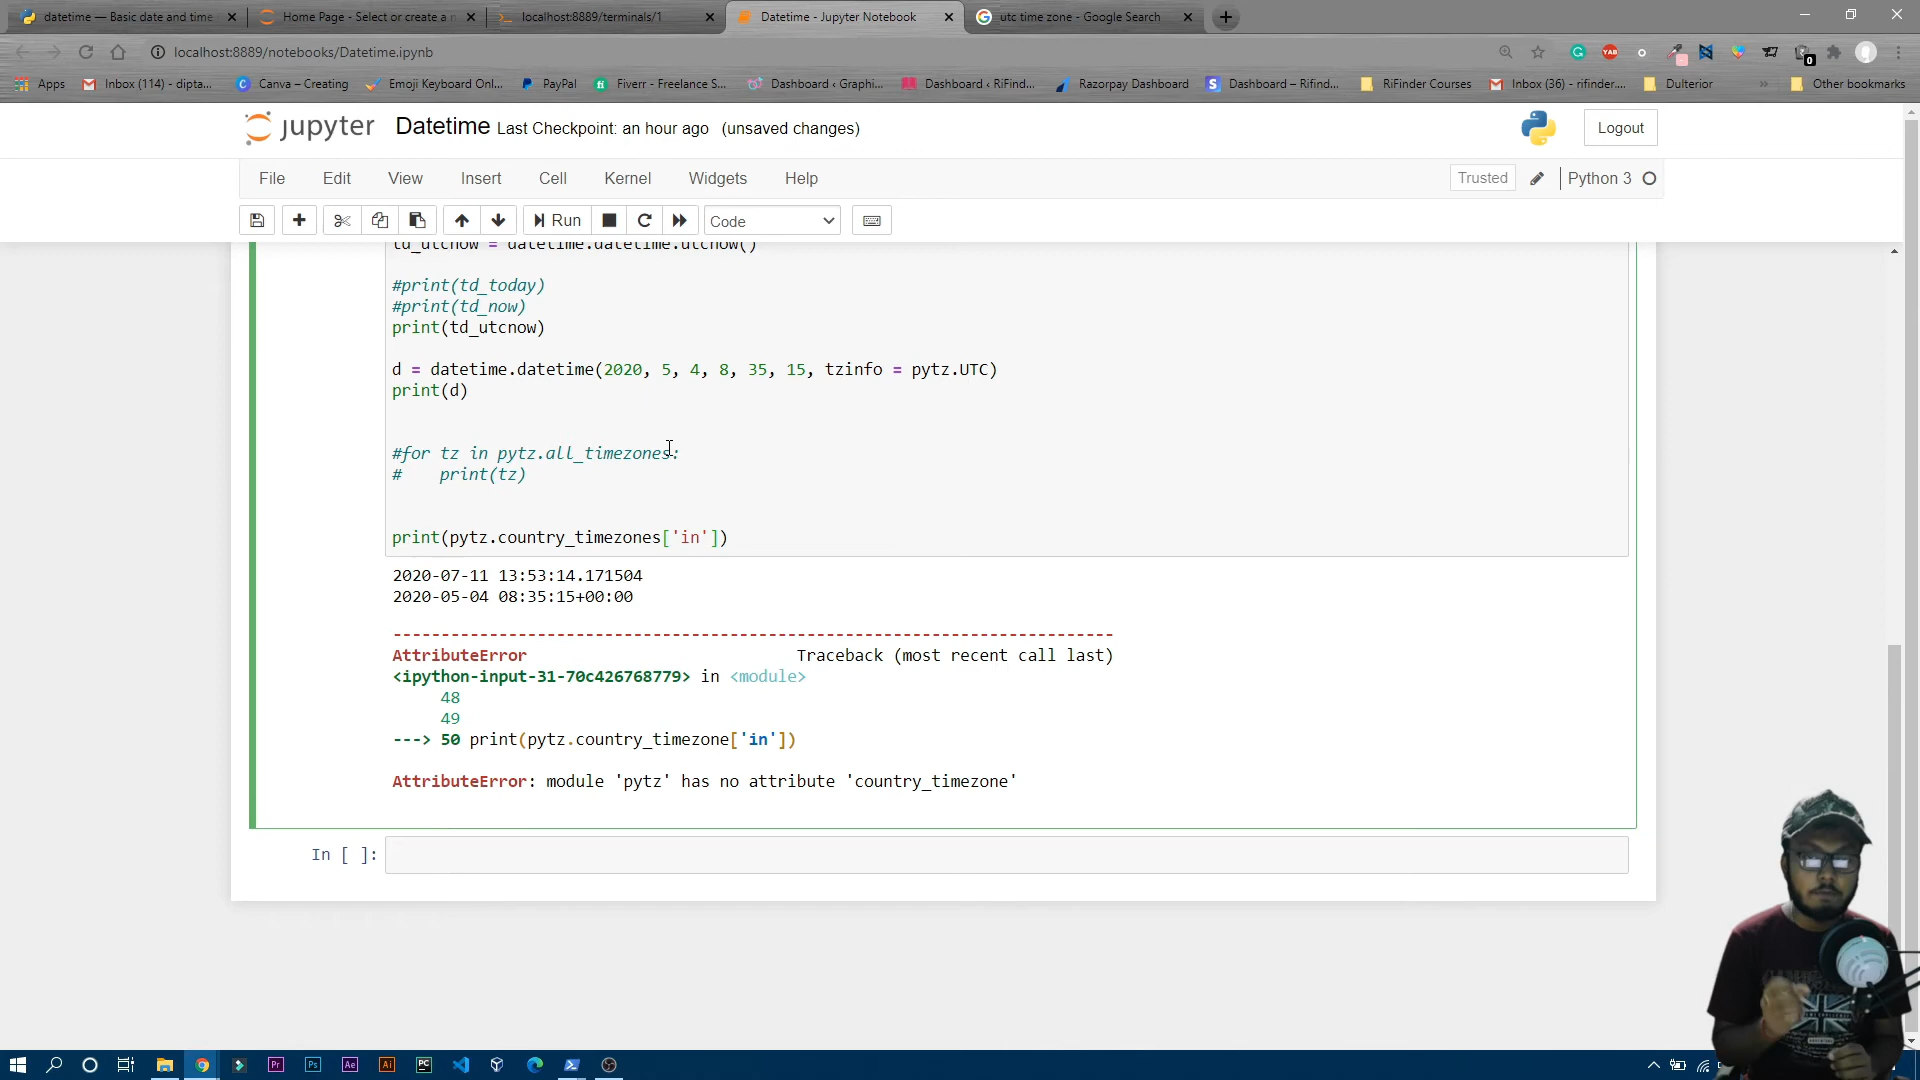 datetime — Basic date and time
Home Page - Select or create a n
localhost:8889/terminals/1
Datetime - Jupyter Notebook
utc time zone - Google Search
localhost:8889/notebooks/Datetime.ipynb
Apps
Inbox (114) - dipta...
Canva – Creating
Emoji Keyboard Onl...
PayPal
Fiverr - Freelance S...
Dashboard ‹ Graphi...
Dashboard ‹ RiFind...
Razorpay Dashboard
Dashboard – Rifind...
RiFinder Courses
Inbox (36) - rifinder....
Dulterior
Other bookmarks
jupyter
Datetime Last Checkpoint: an hour ago (unsaved changes)
Logout
File Edit View Insert Cell Kernel Widgets Help
Trusted
Python 3
Run
Code
td_utcnow = datetime.datetime.utcnow()
#print(td_today)
#print(td_now)
print(td_utcnow)
d = datetime.datetime(2020, 5, 4, 8, 35, 15, tzinfo = pytz.UTC)
print(d)
#for tz in pytz.all_timezones:
#    print(tz)
print(pytz.country_timezones['in'])
2020-07-11 13:53:14.171504
2020-05-04 08:35:15+00:00
---------------------------------------------------------------------------
AttributeError                            Traceback (most recent call last)
<ipython-input-31-70c426768779> in <module>
     48
     49
---> 50 print(pytz.country_timezone['in'])
AttributeError: module 'pytz' has no attribute 'country_timezone'
In [ ]:
Pr
Ps
Ae
Ai
PC